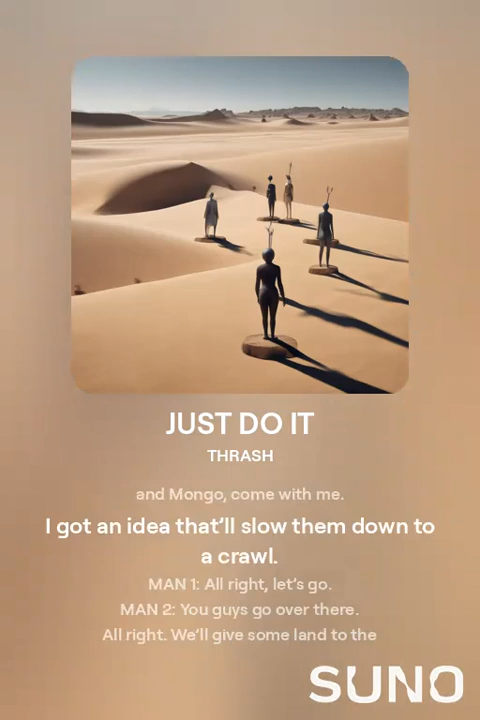 JUST DO IT
THRASH
and Mongo, come with me.
I got an idea that'll slow them down to
a crawl.
MAN 1: All right, let's go.
MAN 2: You guys go over there.
All right. We'll give some land to the
SUNO